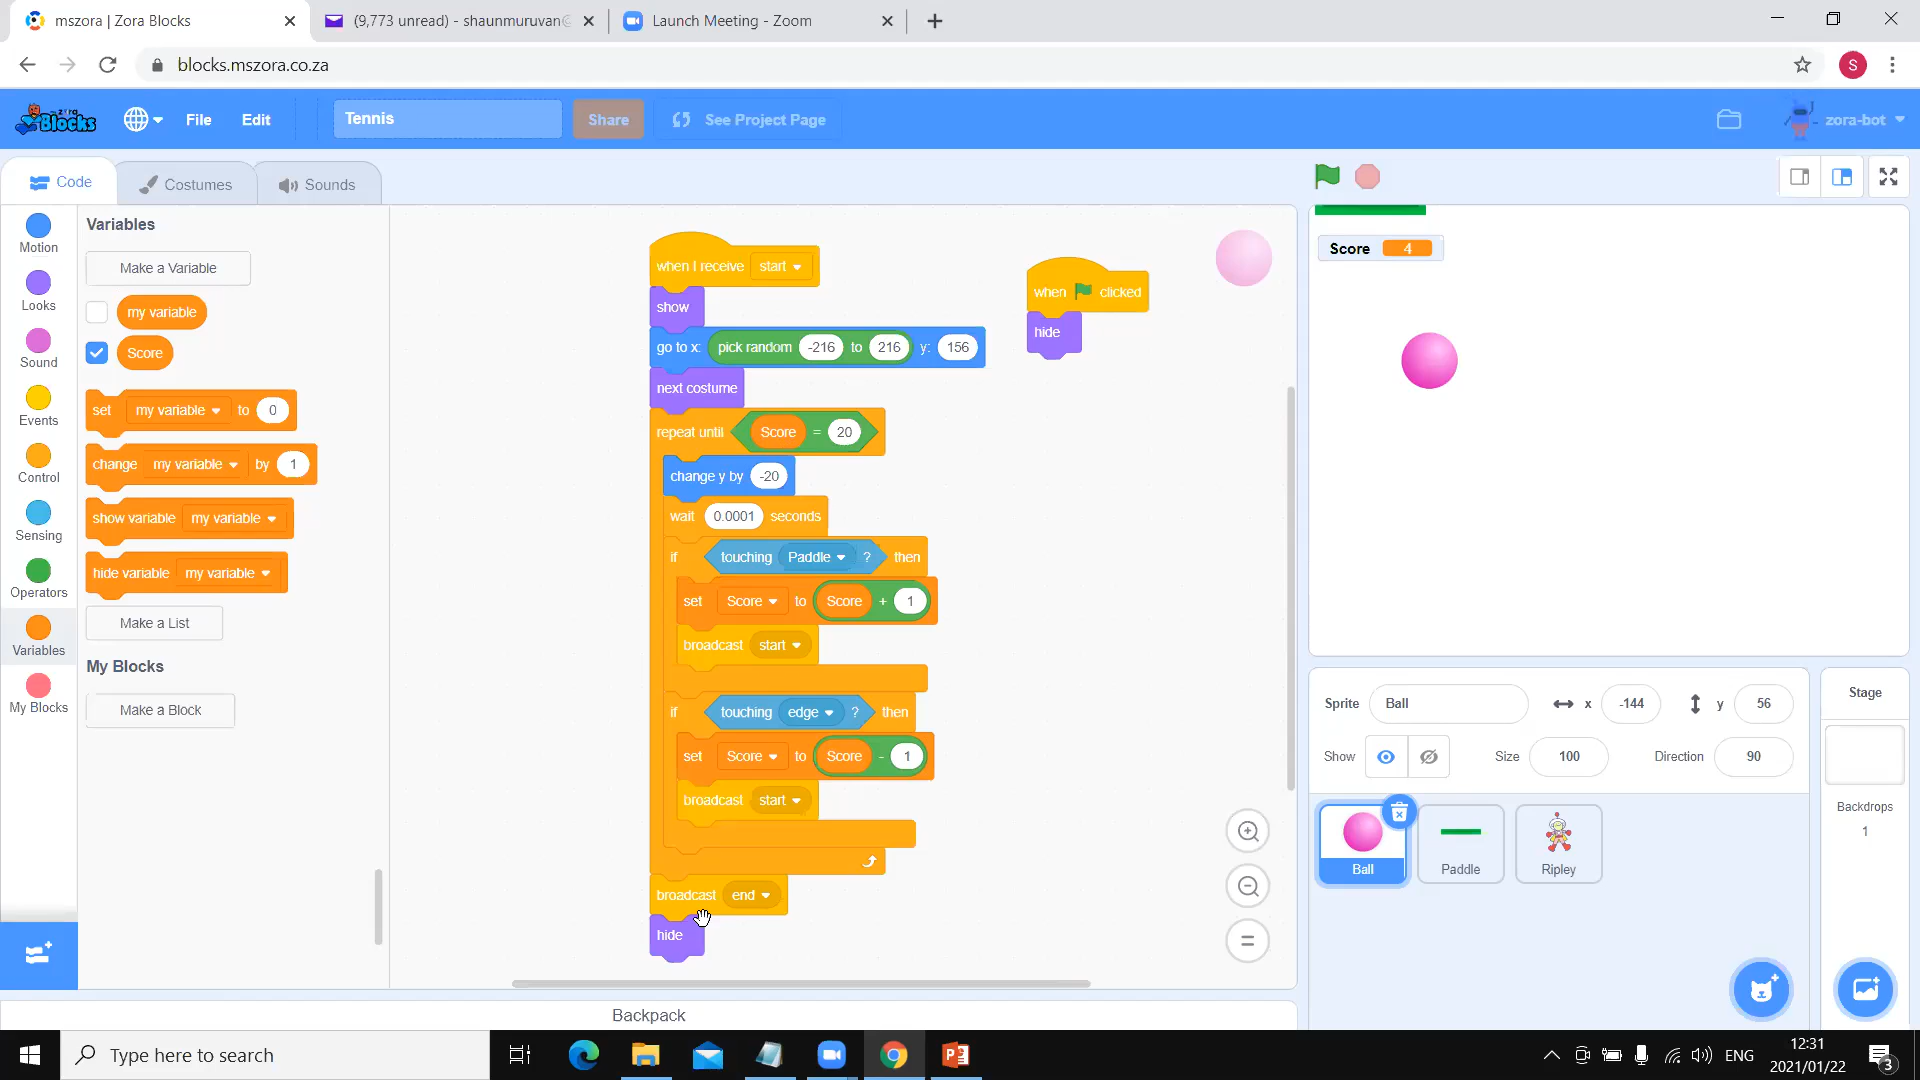 mszora | Zora Blocks
(9,773 unread) - shaunmuruvan
Launch Meeting - Zoom
blocks.mszora.co.za
S
zora Blocks
File
Edit
Tennis
Share
See Project Page
zora-bot
Code
Costumes
Sounds
Motion
Looks
Sound
Events
Control
Sensing
Operators
Variables
My Blocks
Variables
Make a Variable
my variable
Score
set my variable to 0
change my variable by 1
show variable my variable
hide variable my variable
Make a List
My Blocks
Make a Block
when I receive start
show
go to x: pick random -216 to 216 y: 156
next costume
repeat until Score = 20
change y by -20
wait 0.0001 seconds
if touching Paddle ? then
set Score to Score + 1
broadcast start
if touching edge ? then
set Score to Score - 1
broadcast start
broadcast end
hide
when clicked
hide
Backpack
Score 4
Sprite Ball x -144 y 56
Show Size 100 Direction 90
Ball
Paddle
Ripley
Stage
Backdrops
1
Type here to search
ENG
12:31
2021/01/22
3